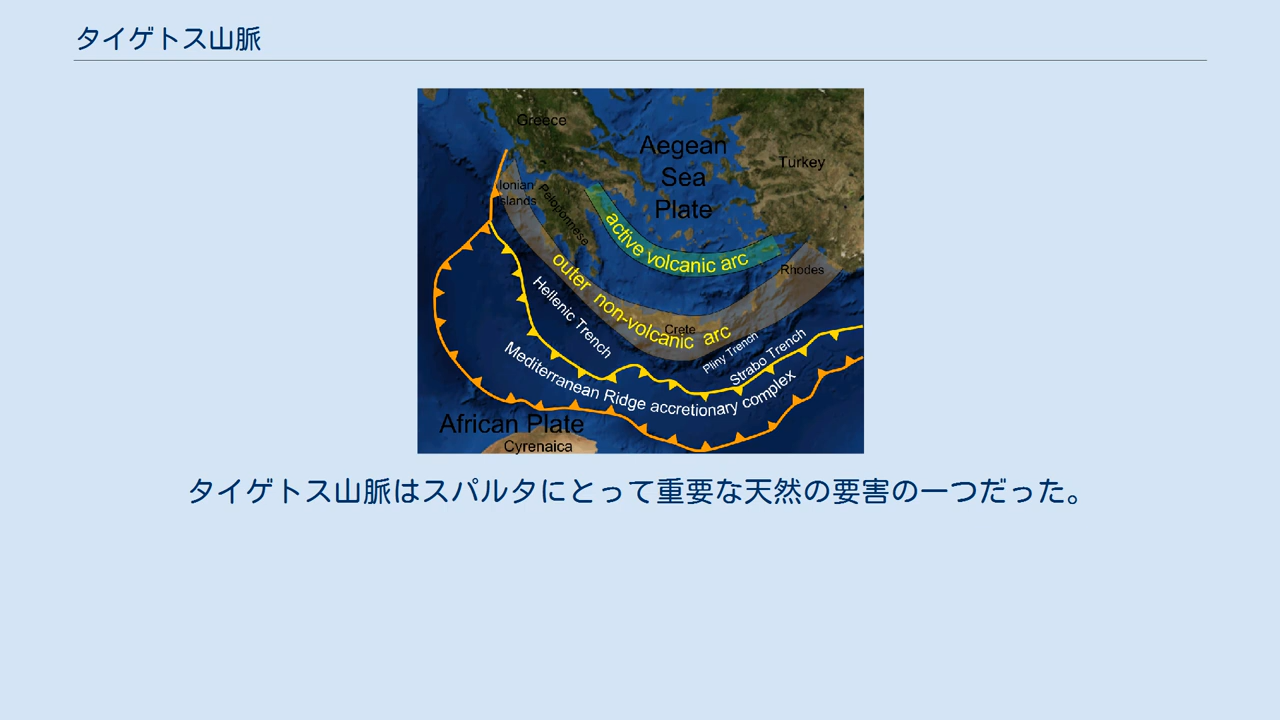 タイゲトス山脈
Greece
Aegean
Sea
Plate
Turkey
Ionian
Islands
Peloponnese
active volcanic arc
outer non-volcanic arc
Rhodes
Hellenic Trench
Crete
Pliny Trench
Strabo Trench
Mediterranean Ridge accretionary complex
African Plate
Cyrenaica
タイゲトス山脈はスパルタにとって重要な天然の要害の一つだった。